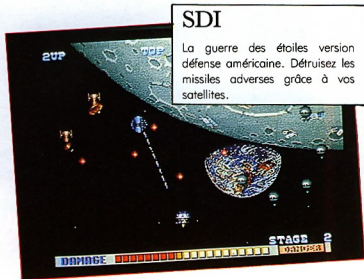 SDI
La guerre des étoiles version
défense américaine. Détruisez les
missiles adverses grâce à vos
satellites.
2UP
TOP
STAGE 2
DAMAGE
DANGER